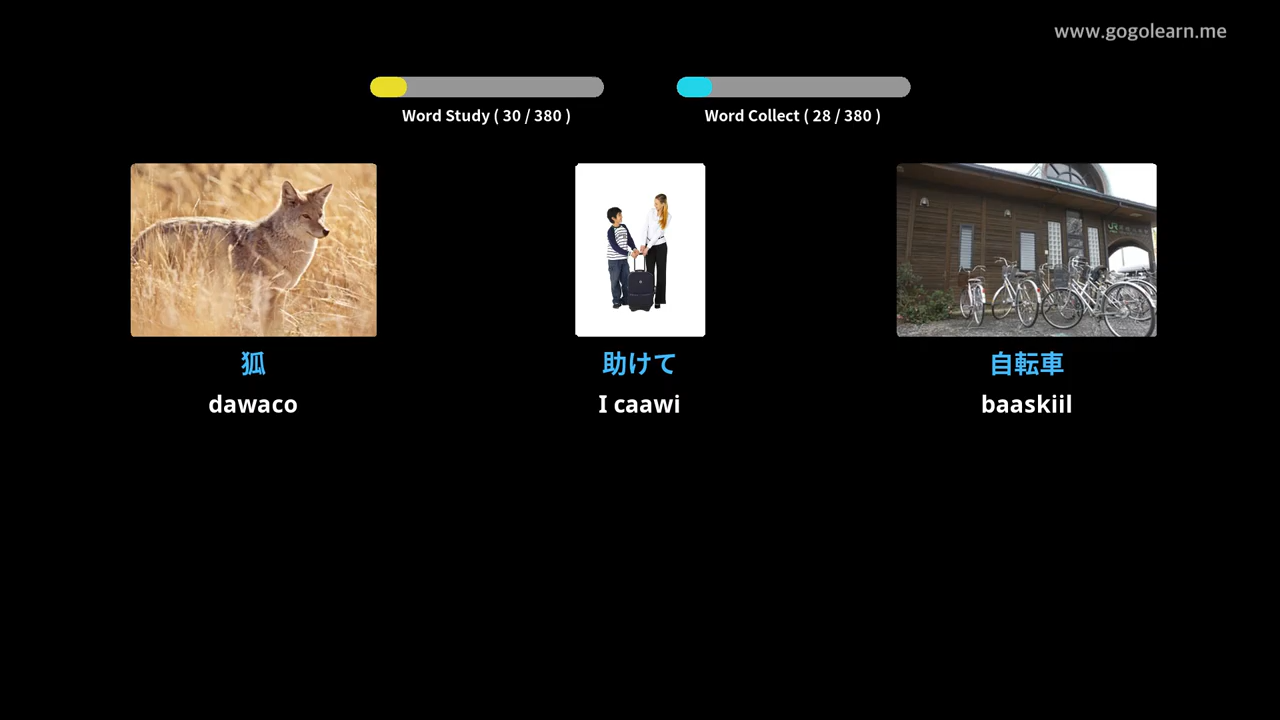 www.gogolearn.me
Word Study ( 30 / 380 )
Word Collect ( 28 / 380 )
狐
助けて
自転車
dawaco
I caawi
baaskiil